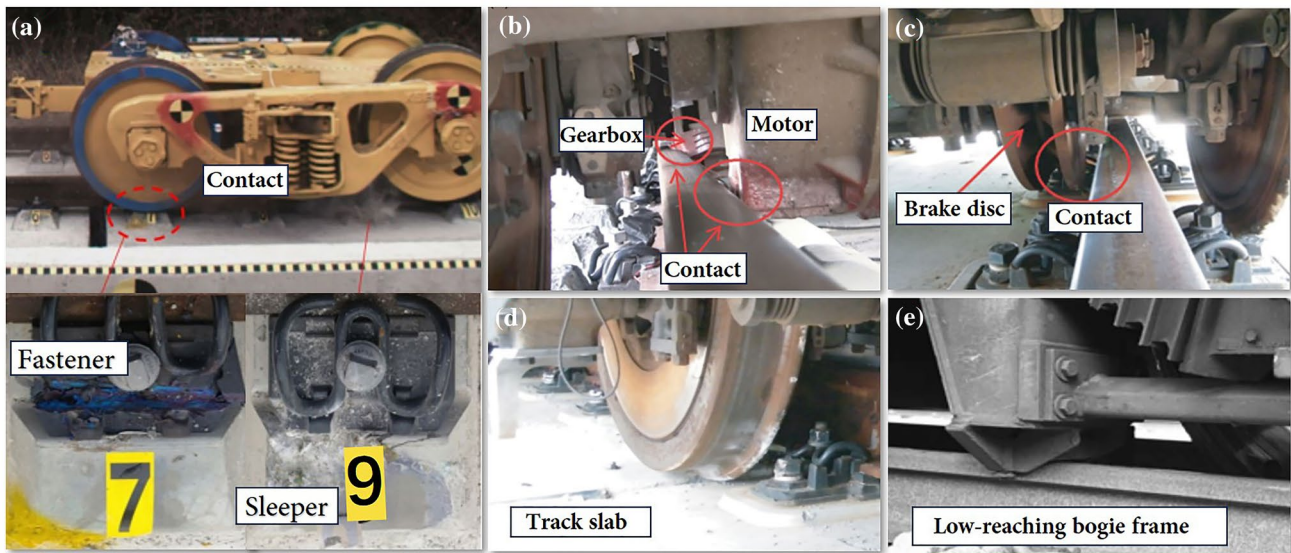 (a)
Contact
Fastener
7
Sleeper
9
(b)
Gearbox
Motor
Contact
(c)
Brake disc
Contact
(d)
Track slab
(e)
Low-reaching bogie frame